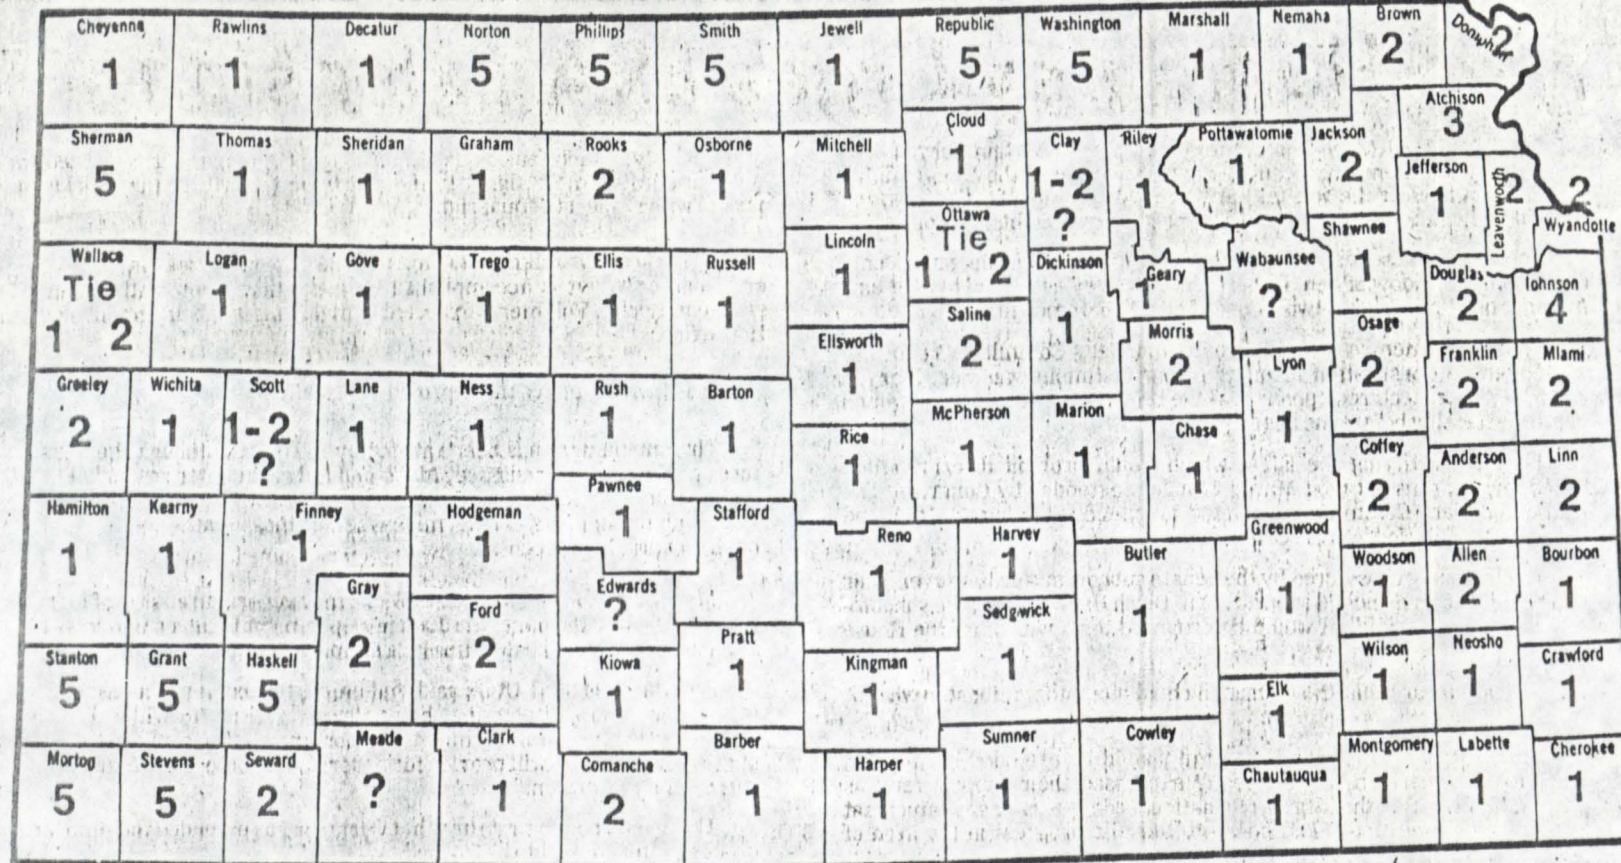 Cheyenne Rawlins Decatur Norton Phillips Smith Jewell Republic Washington Marshall Nemaha Brown Doniphan
1 1 1 5 5 5 1 5 5 1 1 2 2
Sherman Thomas Sheridan Graham Rooks Osborne Mitchell Cloud Clay Riley Pottawatomie Jackson Atchison
5 1 1 1 2 1 1 1 1-2 ? 1 1 2 3
Jefferson Leavenworth Wyandotte
1 2 2
Wallace Logan Gove Trego Ellis Russell Lincoln Ottawa Dickinson Geary Wabaunsee Shawnee Douglas Johnson
Tie 1 2 1 1 1 1 1 1 Tie 1 2 1 1 ? 1 2 4
Ellsworth Saline Morris Osage Franklin Miami
1 2 2 2 2 2
Greeley Wichita Scott Lane Ness Rush Barton Rice McPherson Marion Chase Lyon Coffey Anderson Linn
2 1 1-2 ? 1 1 1 1 1 1 1 1 1 2 2 2
Hamilton Kearny Finney Hodgeman Pawnee Stafford Reno Harvey Butler Greenwood Woodson Allen Bourbon
1 1 1 1 1 1 1 1 1 1 1 2 1
Gray Ford Edwards Sedgwick
2 2 ? 1
Stanton Grant Haskell Kiowa Pratt Kingman Elk Wilson Neosho Crawford
5 5 5 1 1 1 1 1 1 1
Morton Stevens Seward Meade Clark Comanche Barber Harper Sumner Cowley Chautauqua Montgomery Labette Cherokee
5 5 2 ? 1 2 1 1 1 1 1 1 1 1